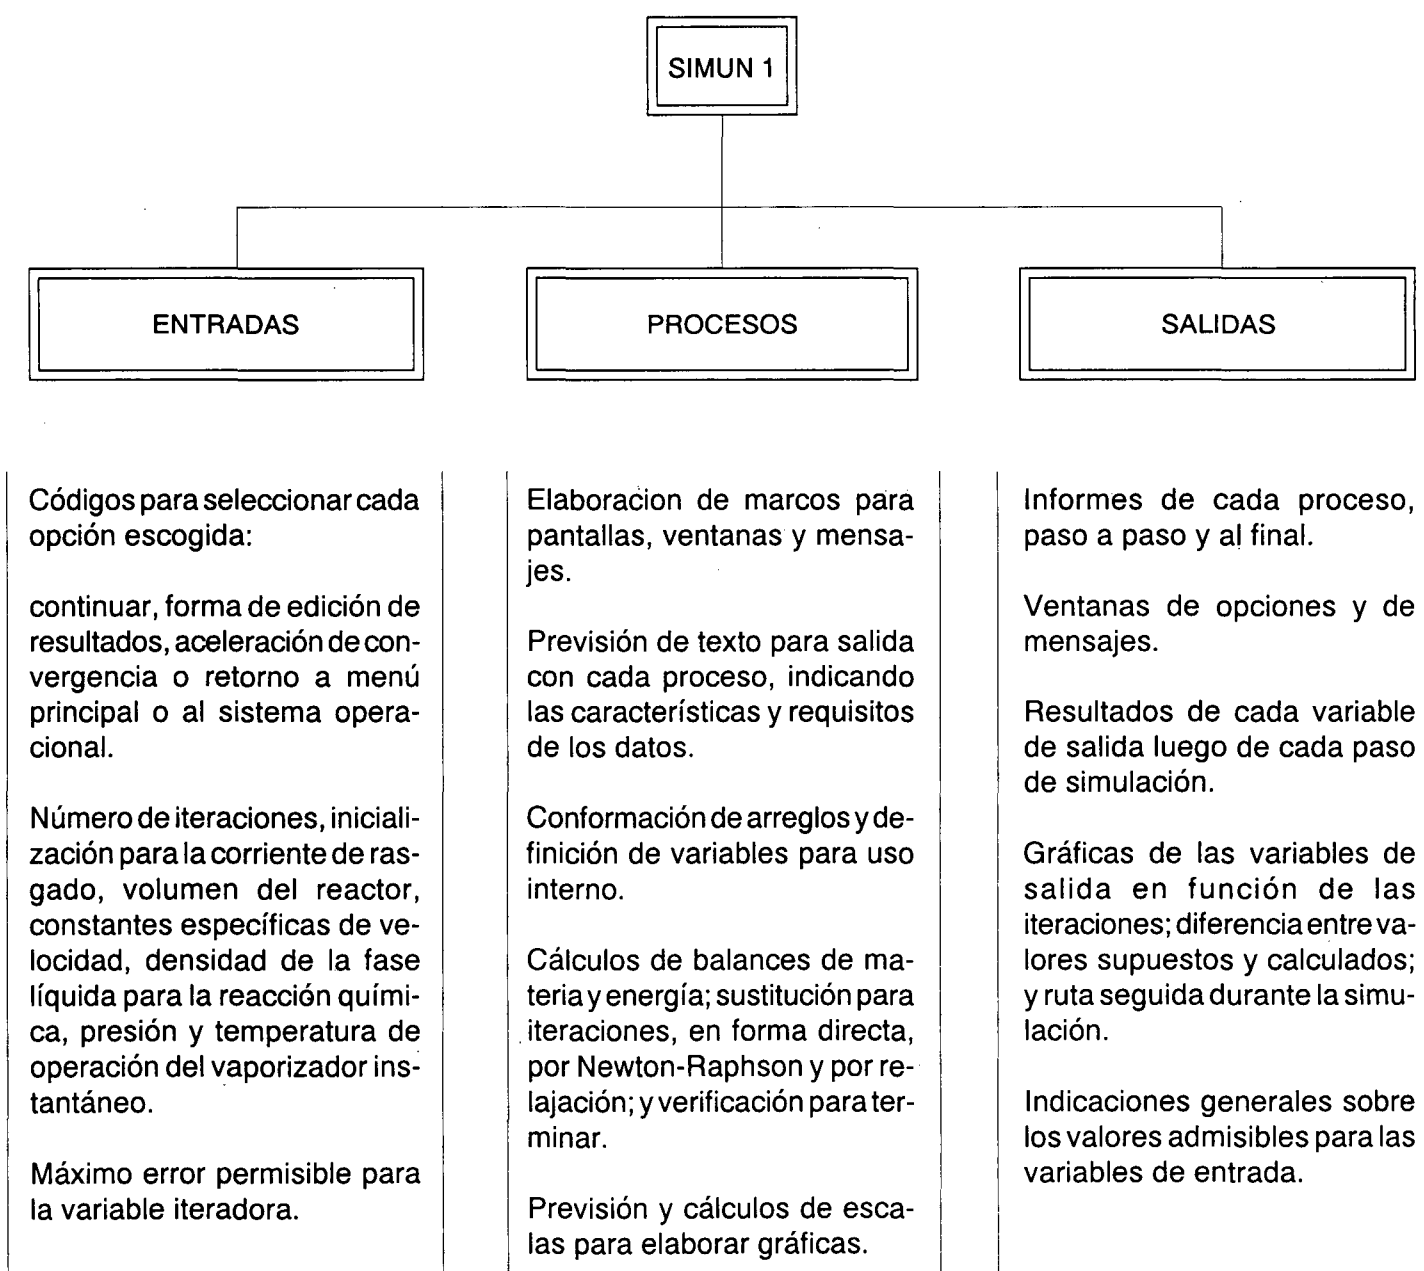 SIMUN 1
ENTRADAS
PROCESOS
SALIDAS
Códigos para seleccionar cada
opción escogida:
continuar, forma de edición de
resultados, aceleración de con-
vergencia o retorno a menú
principal o al sistema opera-
cional.
Número de iteraciones, iniciali-
zación para la corriente de ras-
gado, volumen del reactor,
constantes específicas de ve-
locidad, densidad de la fase
líquida para la reacción quími-
ca, presión y temperatura de
operación del vaporizador ins-
tantáneo.
Máximo error permisible para
la variable iteradora.
Elaboracion de marcos para
pantallas, ventanas y mensa-
jes.
Previsión de texto para salida
con cada proceso, indicando
las características y requisitos
de los datos.
Conformación de arreglos y de-
finición de variables para uso
interno.
Cálculos de balances de ma-
teria y energía; sustitución para
iteraciones, en forma directa,
por Newton-Raphson y por re-
lajación; y verificación para ter-
minar.
Previsión y cálculos de esca-
las para elaborar gráficas.
Informes de cada proceso,
paso a paso y al final.
Ventanas de opciones y de
mensajes.
Resultados de cada variable
de salida luego de cada paso
de simulación.
Gráficas de las variables de
salida en función de las
iteraciones; diferencia entre va-
lores supuestos y calculados;
y ruta seguida durante la simu-
lación.
Indicaciones generales sobre
los valores admisibles para las
variables de entrada.